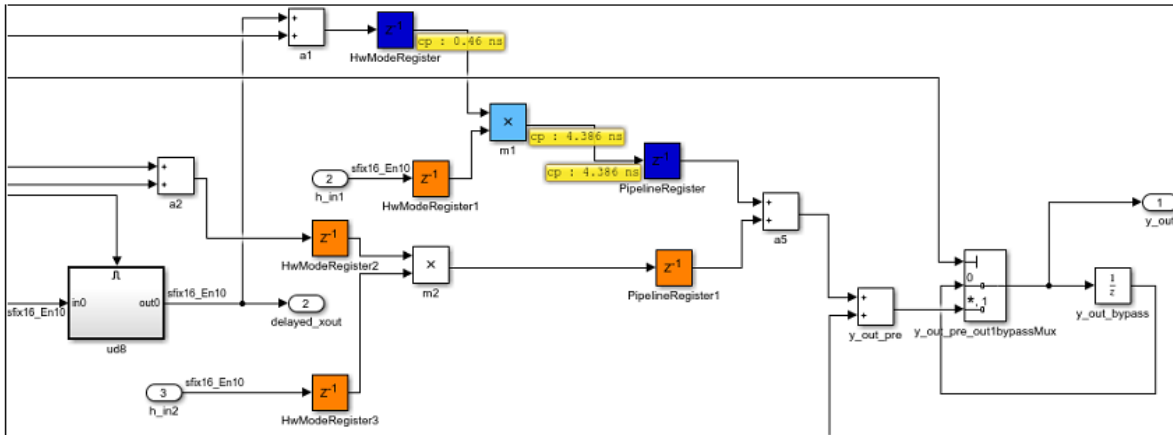 +
+
a1
z-1
HwModeRegister
cp : 0.46 ns
×
m1
cp : 4.386 ns
cp : 4.386 ns
z-1
PipelineRegister
+
+
a2
2
h_in1
sfix16_En10
z-1
HwModeRegister1
+
+
a5
1
y_out
z-1
HwModeRegister2
×
m2
z-1
PipelineRegister1
in0
out0
ud8
sfix16_En10
sfix16_En10
2
delayed_xout
+
+
y_out_pre
0
*, 1
y_out_pre_out1bypassMux
1
z
y_out_bypass
3
h_in2
sfix16_En10
z-1
HwModeRegister3